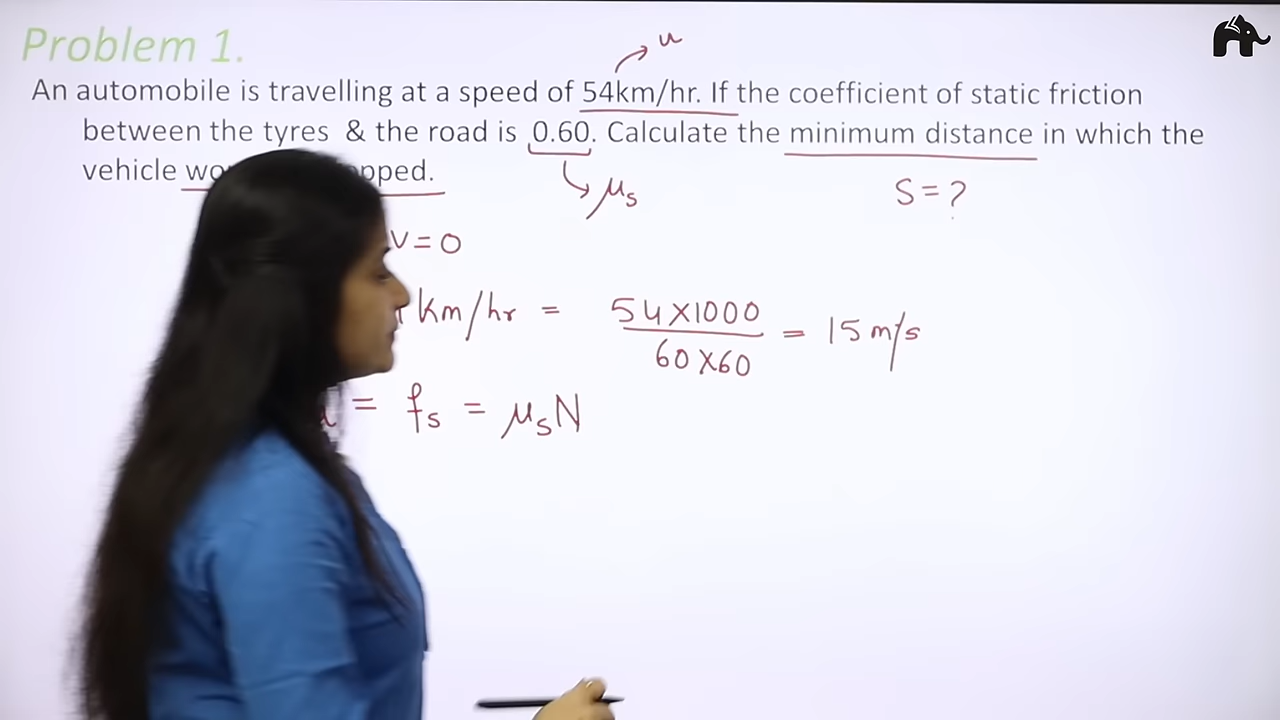 Problem 1.
u
An automobile is travelling at a speed of 54km/hr. If the coefficient of static friction
between the tyres & the road is 0.60. Calculate the minimum distance in which the
vehicle
μs
S = ?
v = 0
km/hr = 54×1000 / 60×60 = 15 m/s
= fs = μsN